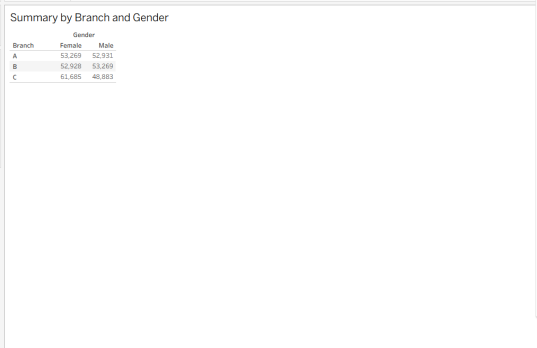 Summary by Branch and Gender
Gender
Branch Female Male
A 53,269 52,931
B 52,928 53,269
C 61,685 48,883